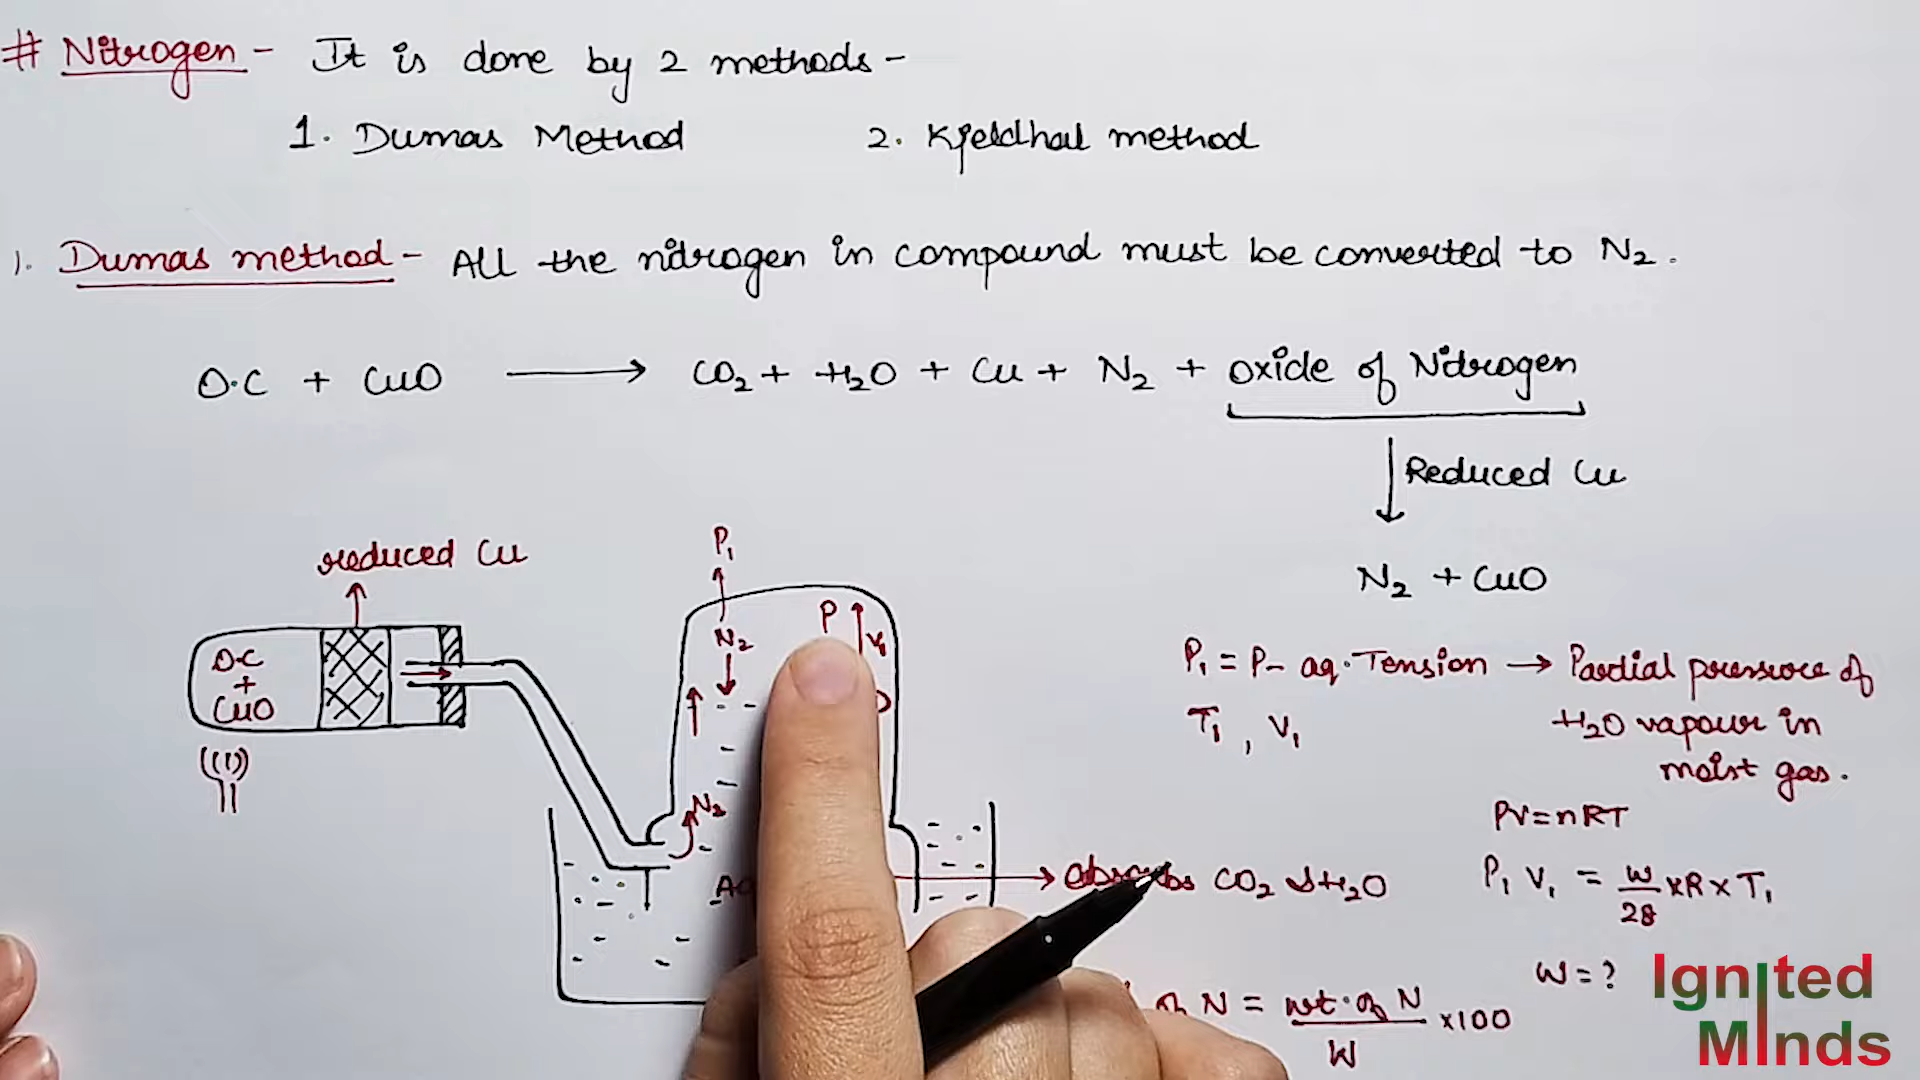 # Nitrogen - It is done by 2 methods -
1. Dumas Method 2. Kjeldhal method
1. Dumas method - All the nitrogen in compound must be converted to N₂.
O.C + CuO → CO₂ + H₂O + Cu + N₂ + oxide of Nitrogen
↓ Reduced Cu
N₂ + CuO
reduced Cu
P₁
N₂
P
V₁
O.C
+
CuO
N₂
P₁ = P - aq. Tension → Partial pressure of
H₂O vapour in
moist gas.
T₁, V₁
PV = nRT
P₁ V₁ = w/28 × R × T₁
w = ?
absorbs CO₂ & H₂O
of N = wt. of N/W × 100
Ignited
Minds